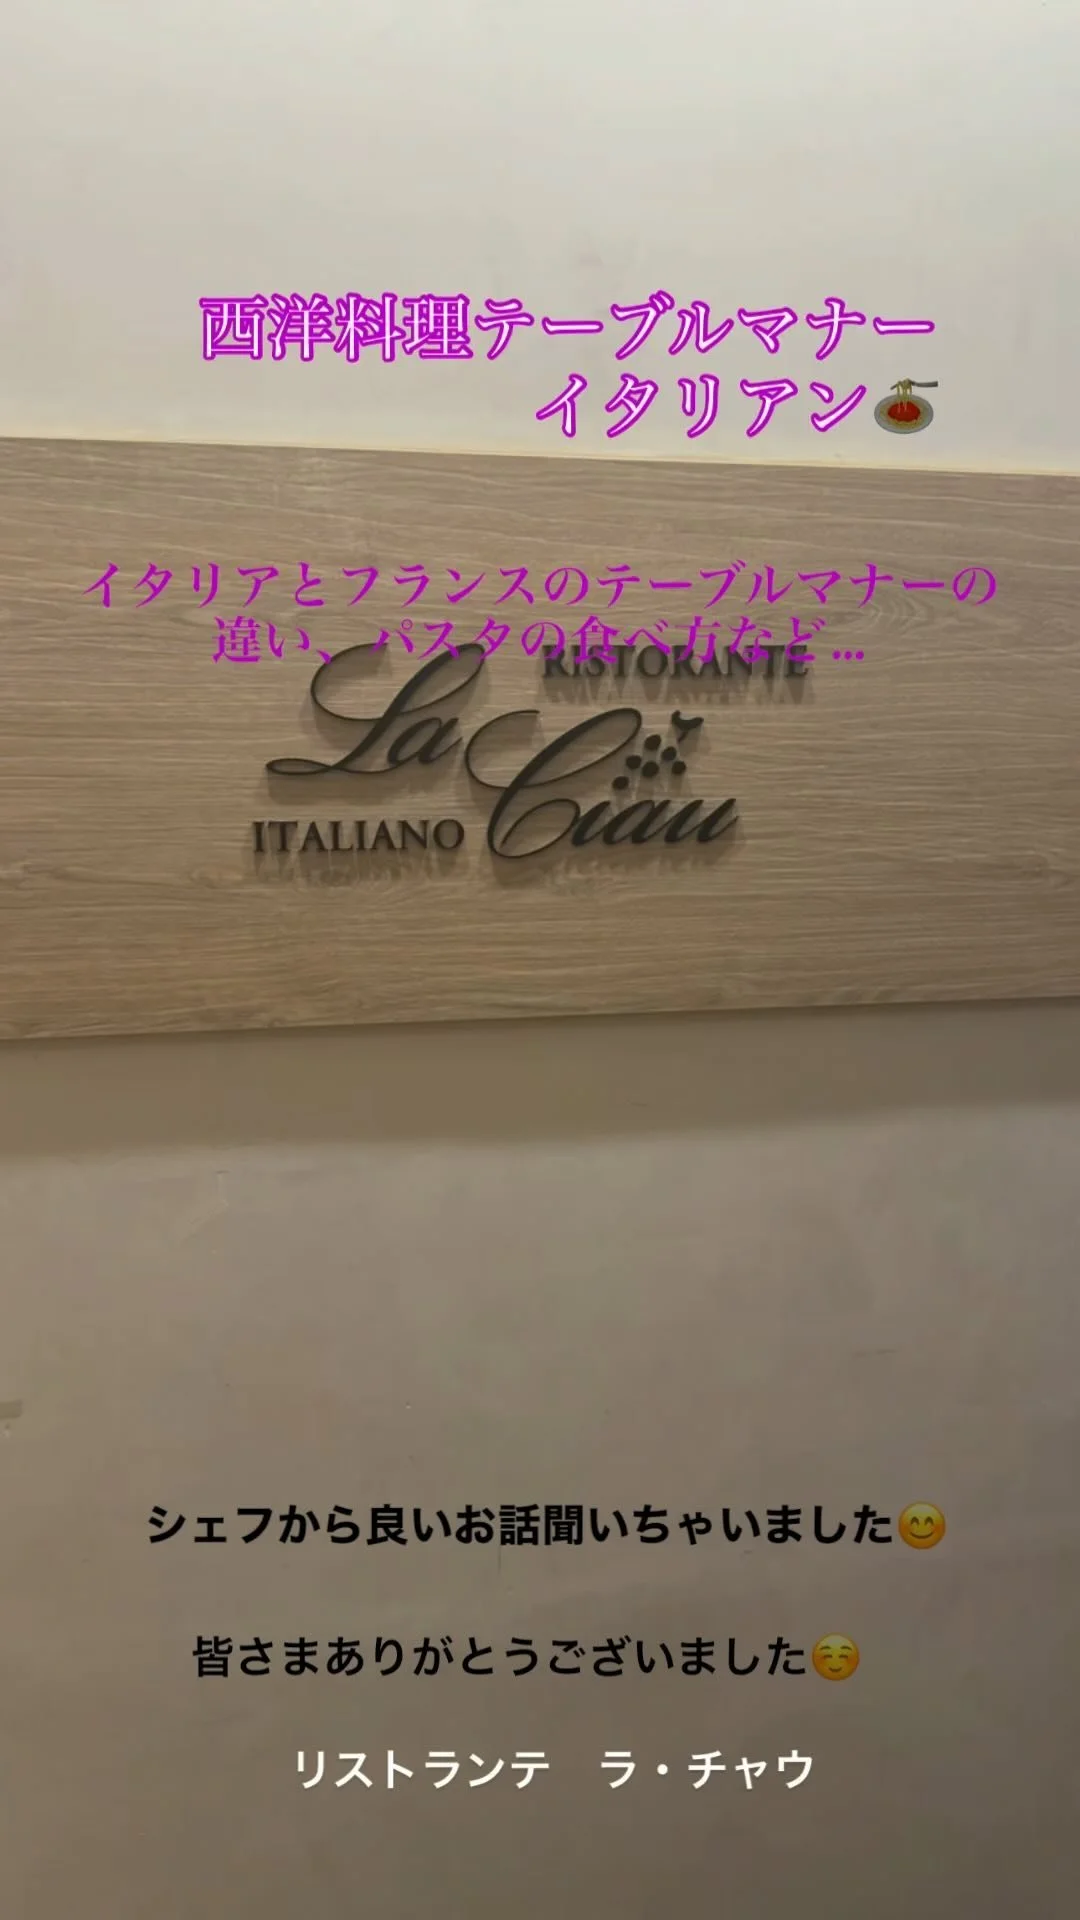 西洋料理テーブルマナー
イタリアン🍝
イタリアとフランスのテーブルマナーの
違い、パスタの食べ方など...
RISTORANTE
La
Ciau
ITALIANO
シェフから良いお話聞いちゃいました😊
皆さまありがとうございました☺️
リストランテ　ラ・チャウ